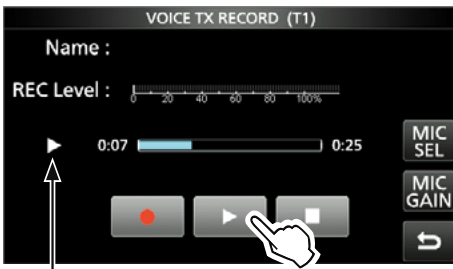 VOICE TX RECORD (T1)
Name :
REC Level :
0 20 40 60 80 100%
0:07 0:25
MIC SEL
MIC GAIN